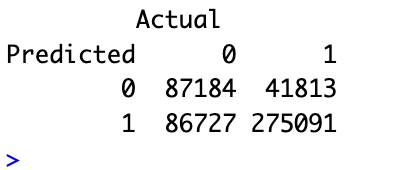 Actual
Predicted 0 1
0 87184 41813
1 86727 275091
>